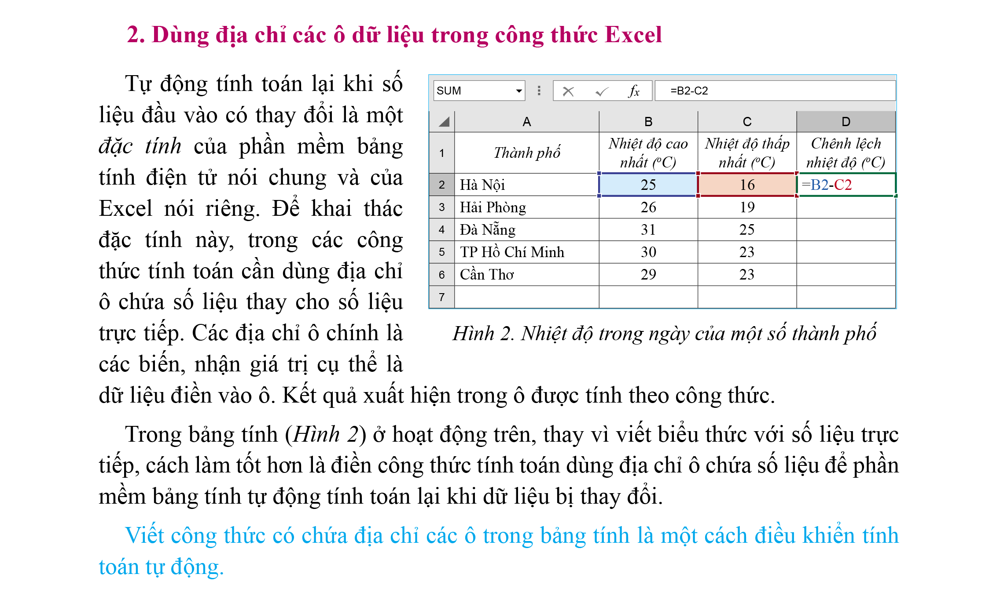 2. Dùng địa chỉ các ô dữ liệu trong công thức Excel
Tự động tính toán lại khi số
liệu đầu vào có thay đổi là một
đặc tính của phần mềm bảng
tính điện tử nói chung và của
Excel nói riêng. Để khai thác
đặc tính này, trong các công
thức tính toán cần dùng địa chỉ
ô chứa số liệu thay cho số liệu
trực tiếp. Các địa chỉ ô chính là
các biến, nhận giá trị cụ thể là
dữ liệu điền vào ô. Kết quả xuất hiện trong ô được tính theo công thức.
SUM fx =B2-C2
A B C D
1 Thành phố Nhiệt độ cao nhất (ºC) Nhiệt độ thấp nhất (ºC) Chênh lệch nhiệt độ (ºC)
2 Hà Nội 25 16 =B2-C2
3 Hải Phòng 26 19
4 Đà Nẵng 31 25
5 TP Hồ Chí Minh 30 23
6 Cần Thơ 29 23
7
Hình 2. Nhiệt độ trong ngày của một số thành phố
Trong bảng tính (Hình 2) ở hoạt động trên, thay vì viết biểu thức với số liệu trực
tiếp, cách làm tốt hơn là điền công thức tính toán dùng địa chỉ ô chứa số liệu để phần
mềm bảng tính tự động tính toán lại khi dữ liệu bị thay đổi.
Viết công thức có chứa địa chỉ các ô trong bảng tính là một cách điều khiển tính
toán tự động.